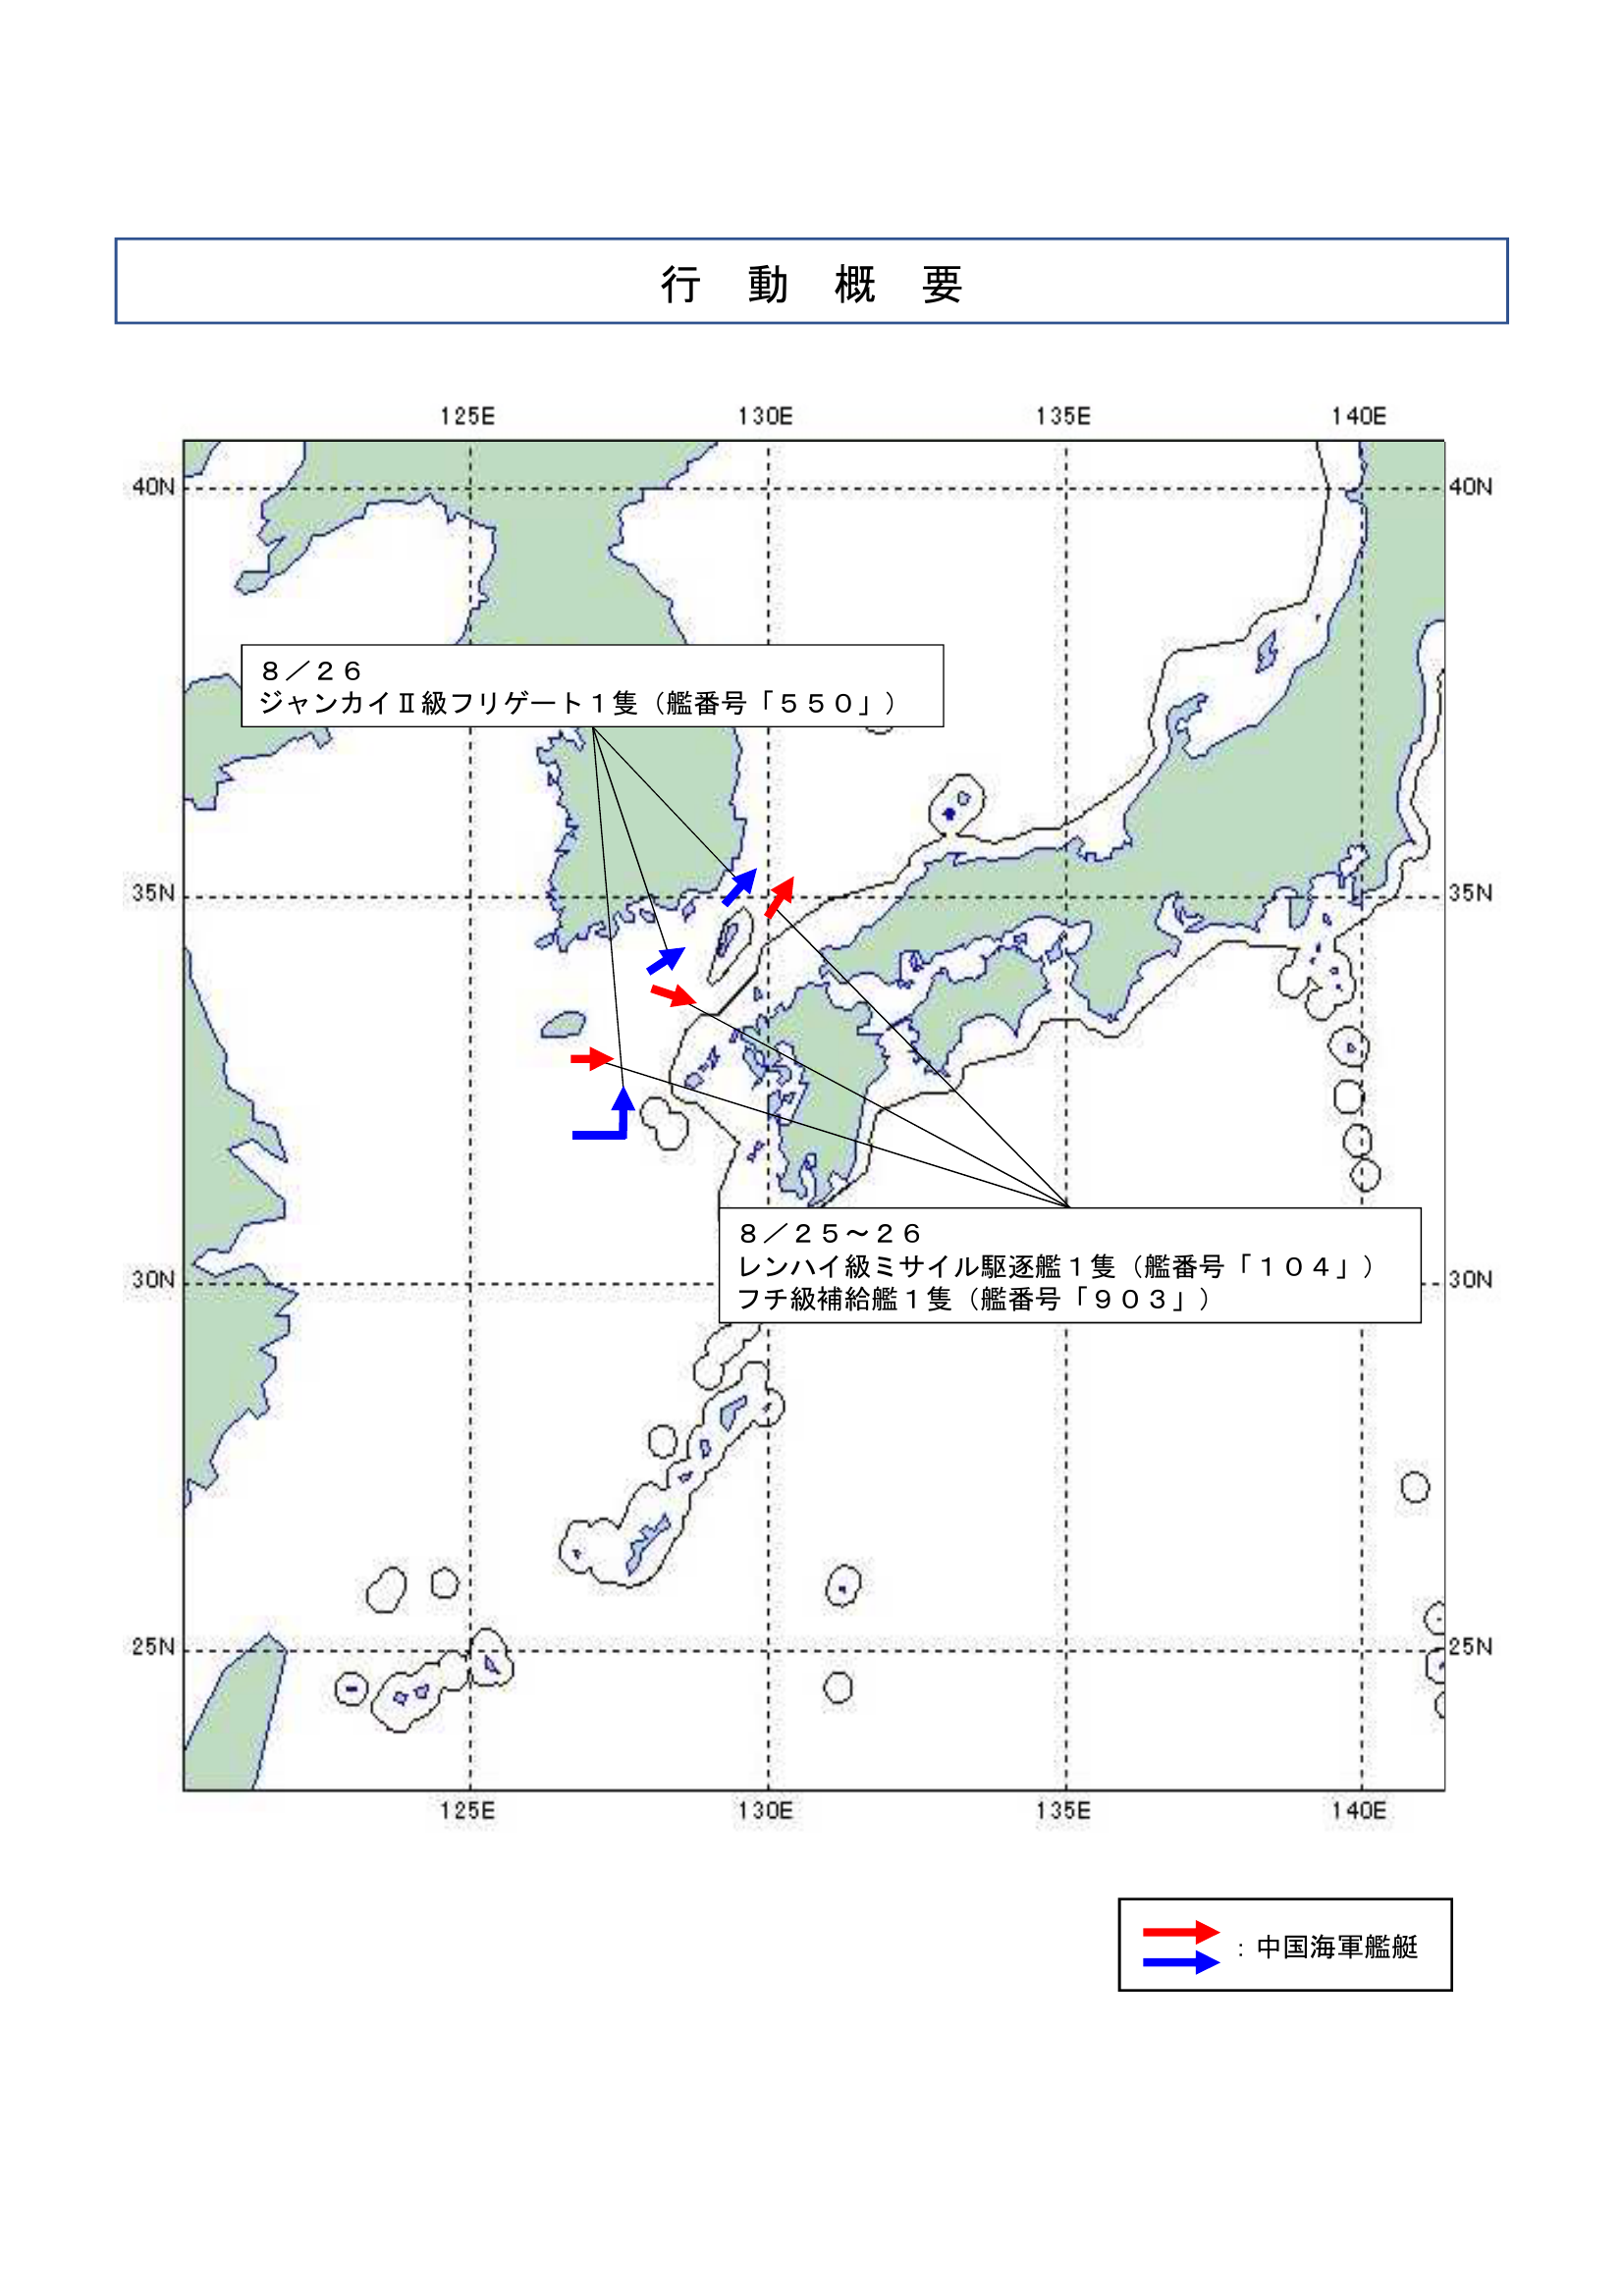 行 動 概 要
125E 130E 135E 140E
40N 40N
８／２６
ジャンカイⅡ級フリゲート１隻（艦番号「５５０」）
35N 35N
８／２５～２６
レンハイ級ミサイル駆逐艦１隻（艦番号「１０４」）
フチ級補給艦１隻（艦番号「９０３」）
30N 30N
25N 25N
125E 130E 135E 140E
：中国海軍艦艇